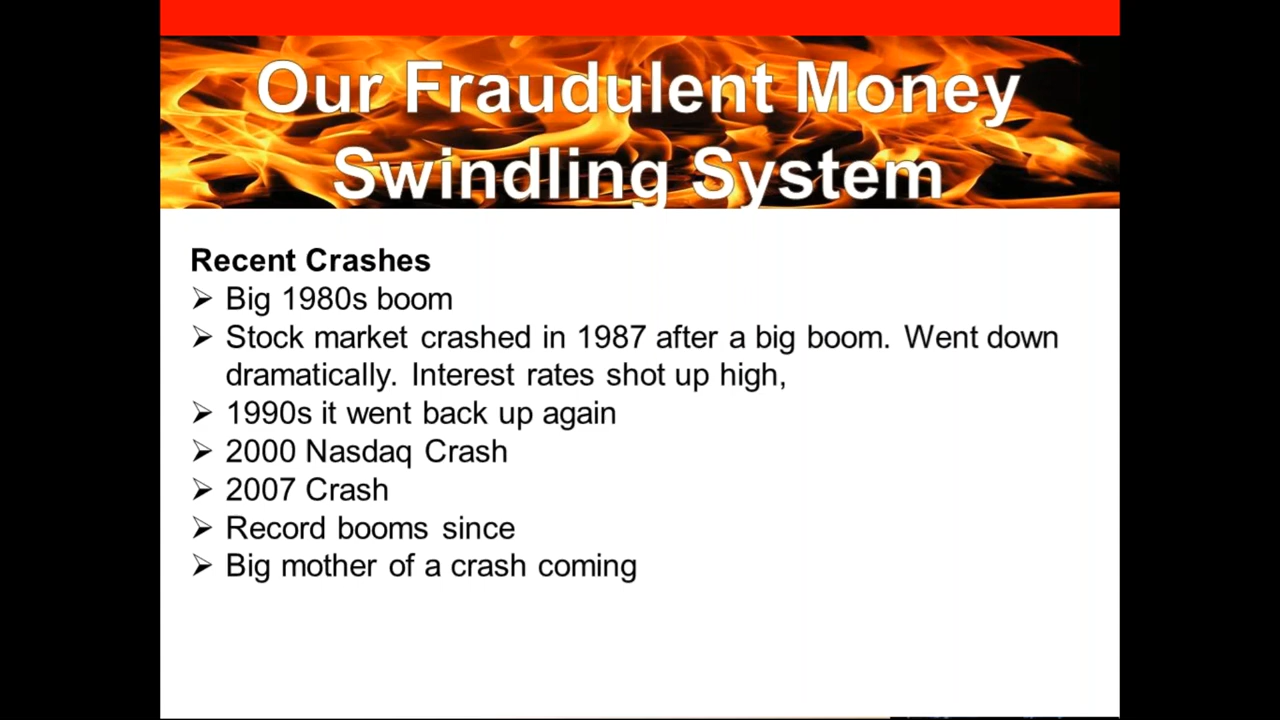 Our Fraudulent Money
Swindling System
Recent Crashes
➢ Big 1980s boom
➢ Stock market crashed in 1987 after a big boom. Went down
dramatically. Interest rates shot up high,
➢ 1990s it went back up again
➢ 2000 Nasdaq Crash
➢ 2007 Crash
➢ Record booms since
➢ Big mother of a crash coming